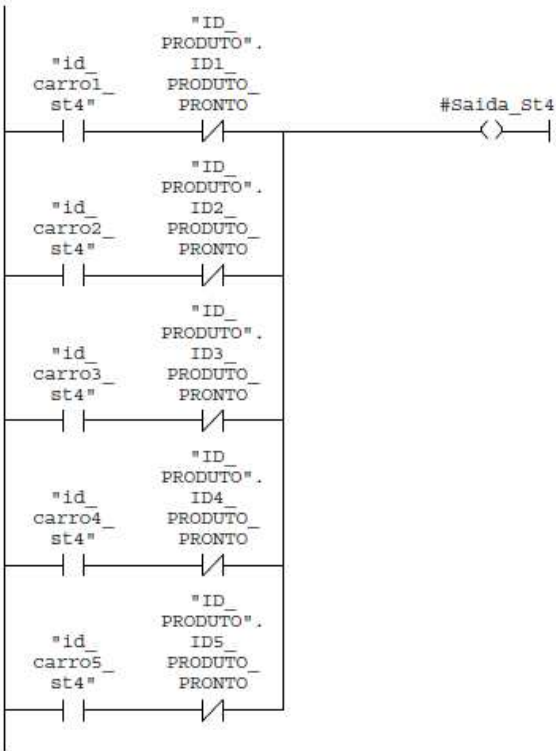 "ID_
PRODUTO".
"id_ ID1_
carro1_ PRODUTO_
st4" PRONTO #Saida_St4
"ID_
PRODUTO".
"id_ ID2_
carro2_ PRODUTO_
st4" PRONTO
"ID_
PRODUTO".
"id_ ID3_
carro3_ PRODUTO_
st4" PRONTO
"ID_
PRODUTO".
"id_ ID4_
carro4_ PRODUTO_
st4" PRONTO
"ID_
PRODUTO".
"id_ ID5_
carro5_ PRODUTO_
st4" PRONTO